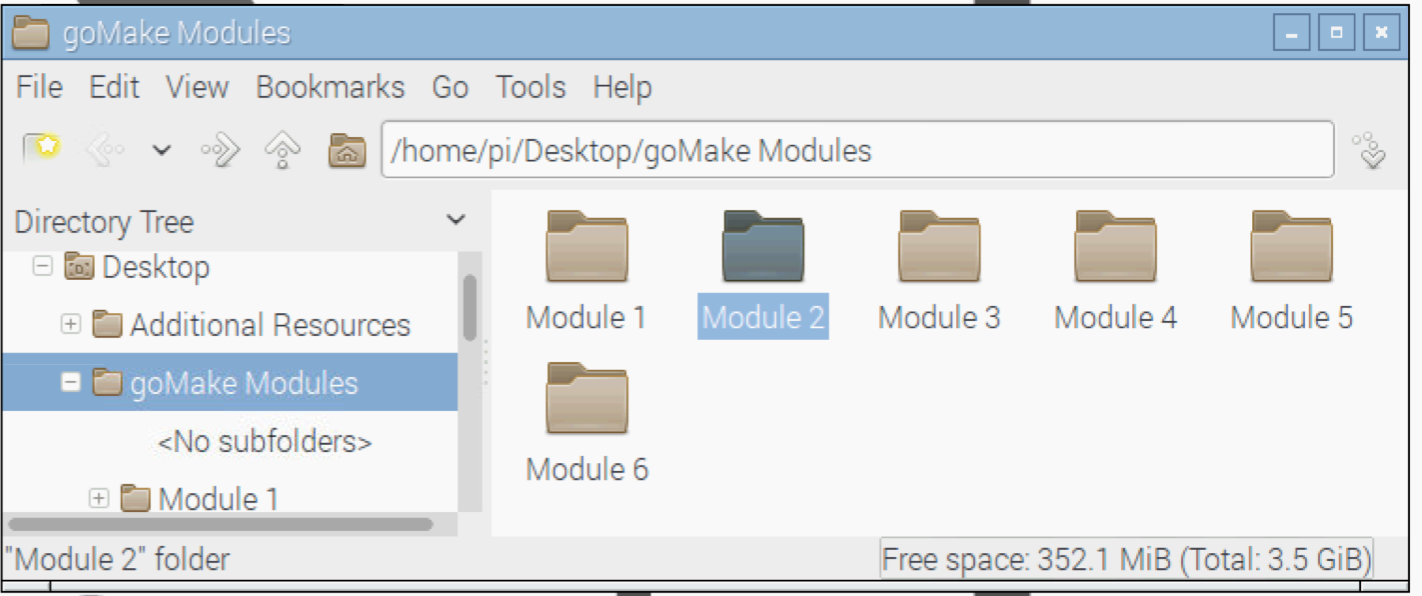 goMake Modules
File Edit View Bookmarks Go Tools Help
/home/pi/Desktop/goMake Modules
Directory Tree
Desktop
Additional Resources
goMake Modules
<No subfolders>
Module 1
Module 1 Module 2 Module 3 Module 4 Module 5
Module 6
"Module 2" folder
Free space: 352.1 MiB (Total: 3.5 GiB)